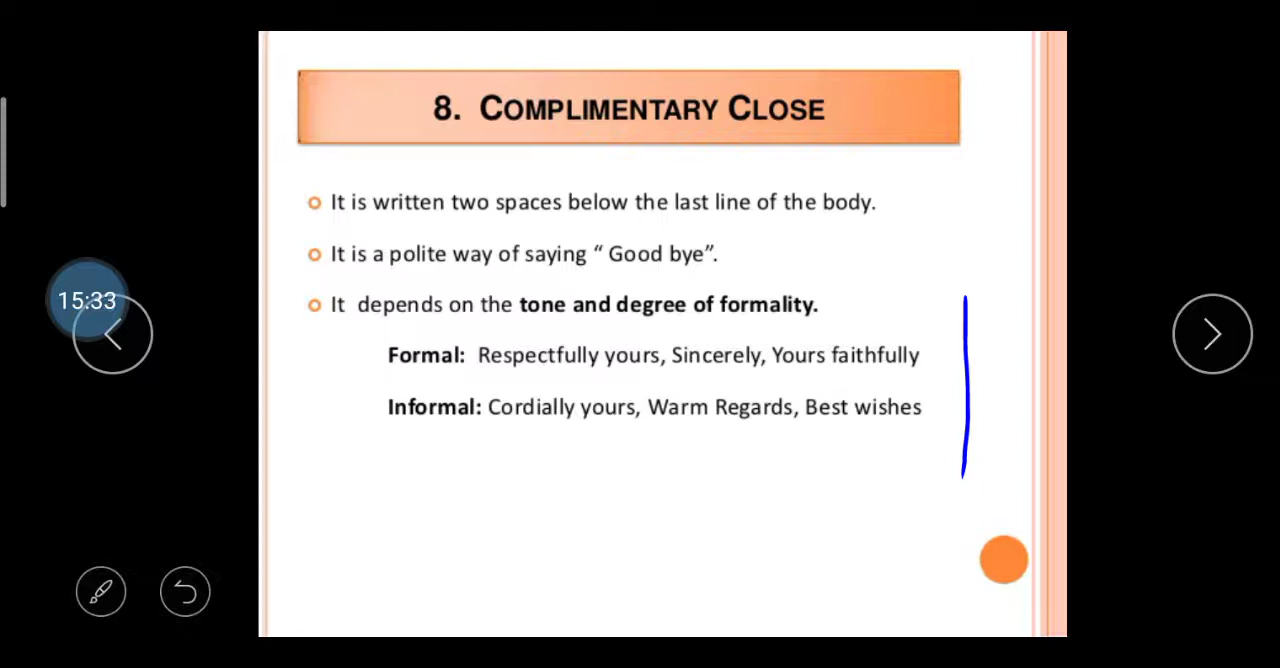 8. COMPLIMENTARY CLOSE
It is written two spaces below the last line of the body.
It is a polite way of saying “ Good bye”.
It depends on the tone and degree of formality.
Formal: Respectfully yours, Sincerely, Yours faithfully
Informal: Cordially yours, Warm Regards, Best wishes
15:33